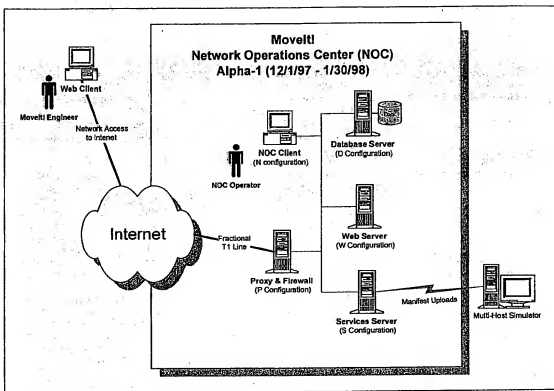 MoveIt!
Network Operations Center (NOC)
Alpha-1 (12/1/97 - 1/30/98)
Web Client
MoveIt! Engineer
Network Access
to Internet
NOC Client
(N configuration)
NOC Operator
Database Server
(D Configuration)
Internet
Fractional
T1 Line
Proxy & Firewall
(P Configuration)
Web Server
(W Configuration)
Services Server
(S Configuration)
Manifest Uploads
Multi-Host Simulator